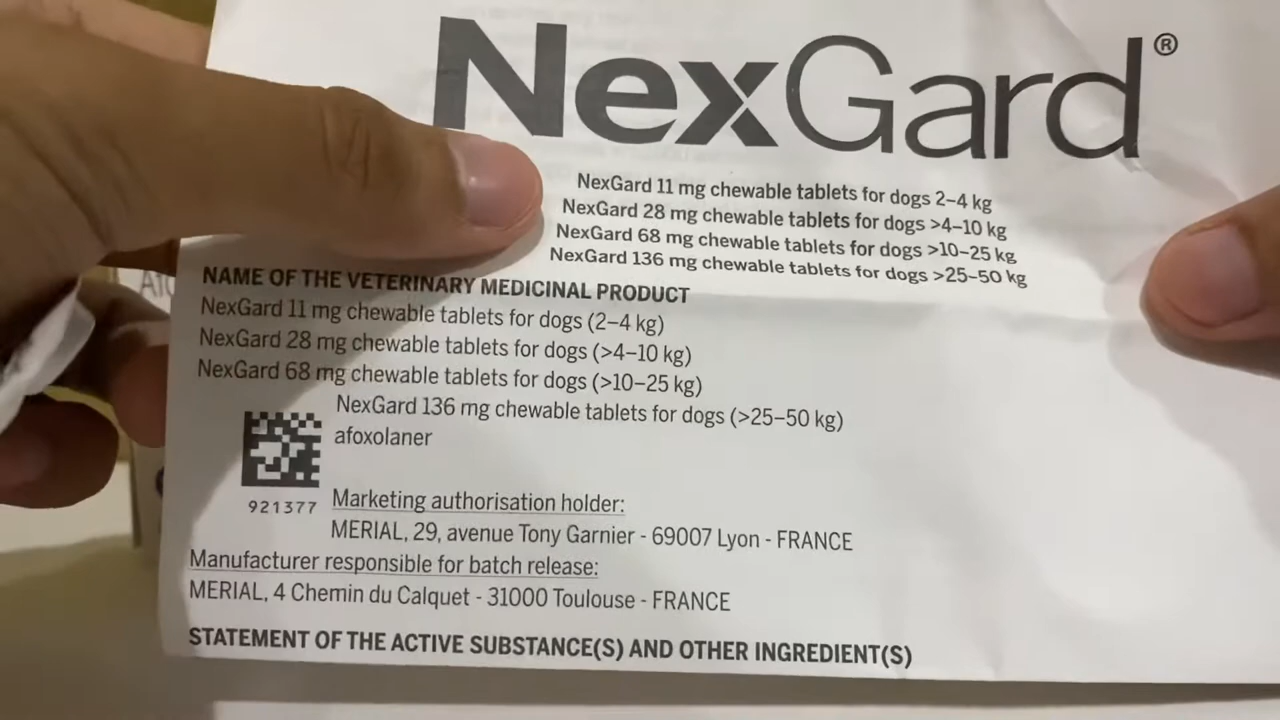 NexGard®
NexGard 11 mg chewable tablets for dogs 2–4 kg
NexGard 28 mg chewable tablets for dogs >4–10 kg
NexGard 68 mg chewable tablets for dogs >10–25 kg
NexGard 136 mg chewable tablets for dogs >25–50 kg
NAME OF THE VETERINARY MEDICINAL PRODUCT
NexGard 11 mg chewable tablets for dogs (2–4 kg)
NexGard 28 mg chewable tablets for dogs (>4–10 kg)
NexGard 68 mg chewable tablets for dogs (>10–25 kg)
NexGard 136 mg chewable tablets for dogs (>25–50 kg)
afoxolaner
921377
Marketing authorisation holder:
MERIAL, 29, avenue Tony Garnier - 69007 Lyon - FRANCE
Manufacturer responsible for batch release:
MERIAL, 4 Chemin du Calquet - 31000 Toulouse - FRANCE
STATEMENT OF THE ACTIVE SUBSTANCE(S) AND OTHER INGREDIENT(S)